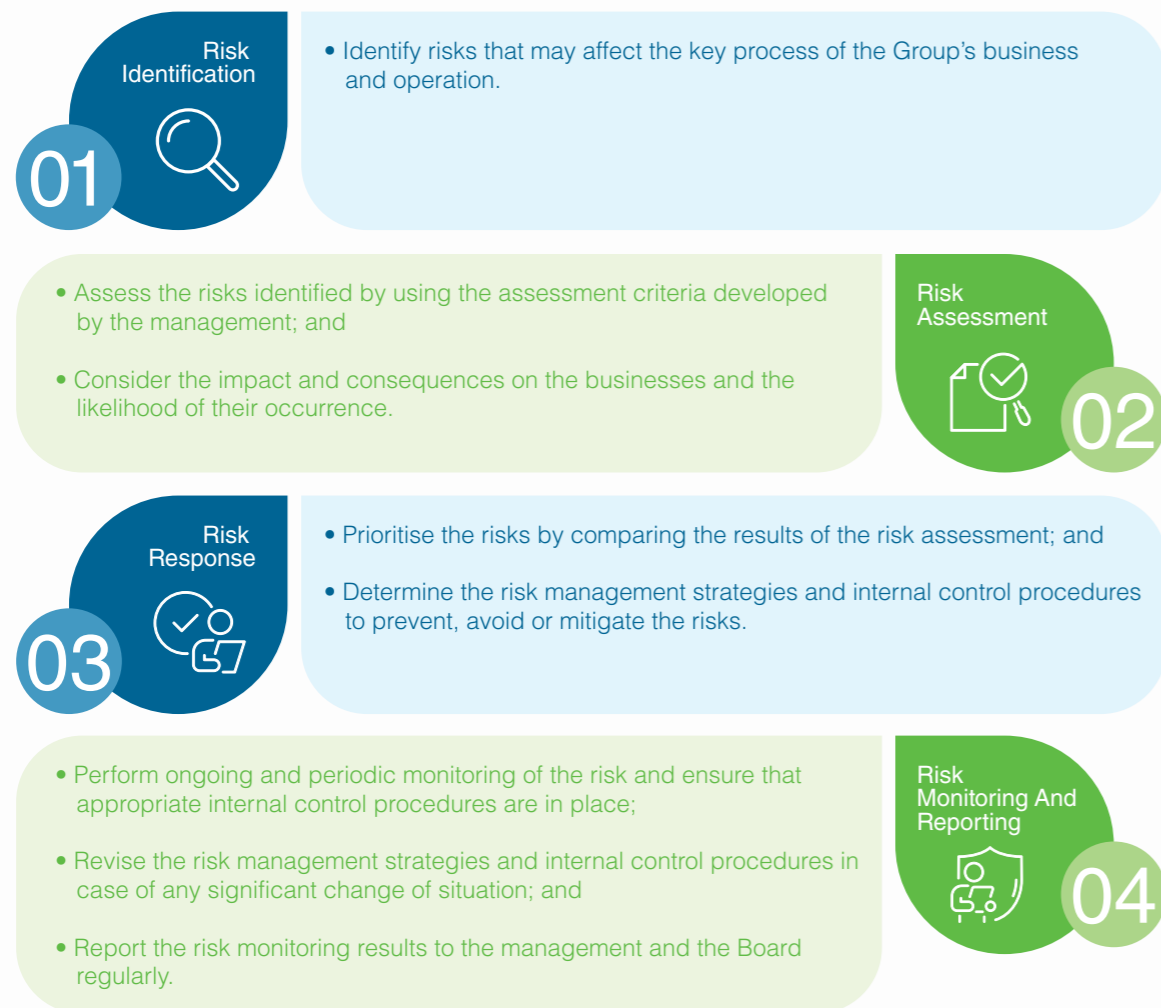 Risk
Identification
01
• Identify risks that may affect the key process of the Group’s business
and operation.
• Assess the risks identified by using the assessment criteria developed
by the management; and
• Consider the impact and consequences on the businesses and the
likelihood of their occurrence.
Risk
Assessment
02
Risk
Response
03
• Prioritise the risks by comparing the results of the risk assessment; and
• Determine the risk management strategies and internal control procedures
to prevent, avoid or mitigate the risks.
• Perform ongoing and periodic monitoring of the risk and ensure that
appropriate internal control procedures are in place;
• Revise the risk management strategies and internal control procedures in
case of any significant change of situation; and
• Report the risk monitoring results to the management and the Board
regularly.
Risk
Monitoring And
Reporting
04